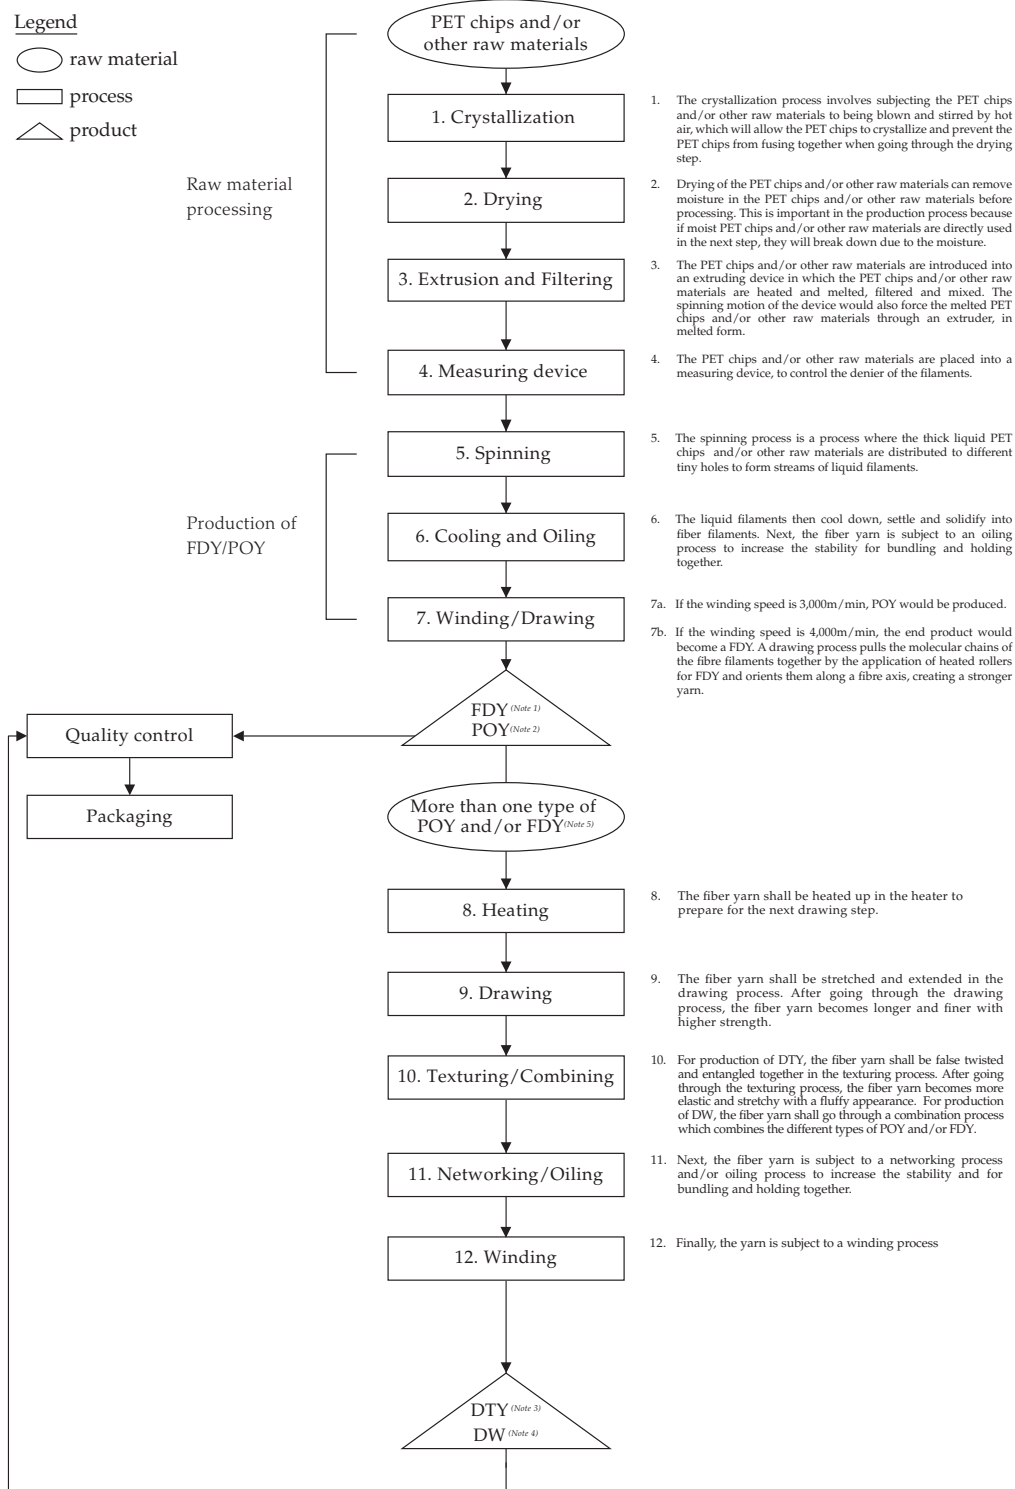 Legend
raw material
process
product
PET chips and/or
other raw materials
Raw material
processing
1. Crystallization
2. Drying
3. Extrusion and Filtering
4. Measuring device
1. The crystallization process involves subjecting the PET chips
and/or other raw materials to being blown and stirred by hot
air, which will allow the PET chips to crystallize and prevent the
PET chips from fusing together when going through the drying
step.
2. Drying of the PET chips and/or other raw materials can remove
moisture in the PET chips and/or other raw materials before
processing. This is important in the production process because
if moist PET chips and/or other raw materials are directly used
in the next step, they will break down due to the moisture.
3. The PET chips and/or other raw materials are introduced into
an extruding device in which the PET chips and/or other raw
materials are heated and melted, filtered and mixed. The
spinning motion of the device would also force the melted PET
chips and/or other raw materials through an extruder, in
melted form.
4. The PET chips and/or other raw materials are placed into a
measuring device, to control the denier of the filaments.
Production of
FDY/POY
5. Spinning
6. Cooling and Oiling
7. Winding/Drawing
5. The spinning process is a process where the thick liquid PET
chips and/or other raw materials are distributed to different
tiny holes to form streams of liquid filaments.
6. The liquid filaments then cool down, settle and solidify into
fiber filaments. Next, the fiber yarn is subject to an oiling
process to increase the stability for bundling and holding
together.
7a. If the winding speed is 3,000m/min, POY would be produced.
7b. If the winding speed is 4,000m/min, the end product would
become a FDY. A drawing process pulls the molecular chains of
the fibre filaments together by the application of heated rollers
for FDY and orients them along a fibre axis, creating a stronger
yarn.
FDY (Note 1)
POY (Note 2)
Quality control
Packaging
More than one type of
POY and/or FDY (Note 5)
8. Heating
9. Drawing
10. Texturing/Combining
11. Networking/Oiling
12. Winding
8. The fiber yarn shall be heated up in the heater to
prepare for the next drawing step.
9. The fiber yarn shall be stretched and extended in the
drawing process. After going through the drawing
process, the fiber yarn becomes longer and finer with
higher strength.
10. For production of DTY, the fiber yarn shall be false twisted
and entangled together in the texturing process. After going
through the texturing process, the fiber yarn becomes more
elastic and stretchy with a fluffy appearance. For production
of DW, the fiber yarn shall go through a combination process
which combines the different types of POY and/or FDY.
11. Next, the fiber yarn is subject to a networking process
and/or oiling process to increase the stability and for
bundling and holding together.
12. Finally, the yarn is subject to a winding process
DTY (Note 3)
DW (Note 4)